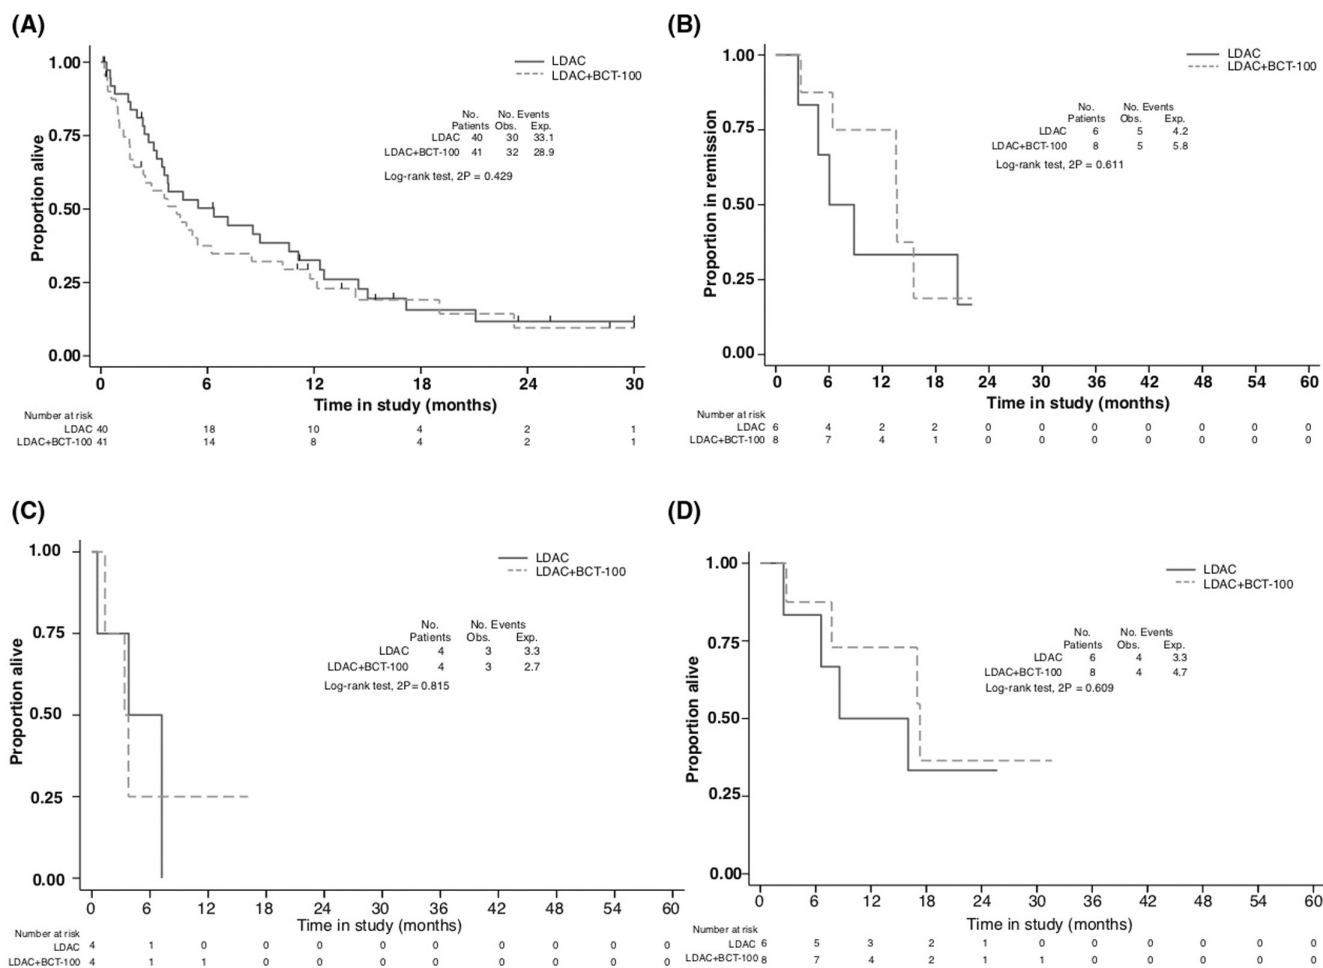 (A)
LDAC
LDAC+BCT-100
No. No. Events
Patients Obs. Exp.
LDAC 40 30 33.1
LDAC+BCT-100 41 32 28.9
Log-rank test, 2P = 0.429
Proportion alive
1.00
0.75
0.50
0.25
0.00
0 6 12 18 24 30
Time in study (months)
Number at risk
LDAC 40 18 10 4 2 1
LDAC+BCT-100 41 14 8 4 2 1
(B)
LDAC
LDAC+BCT-100
No. No. Events
Patients Obs. Exp.
LDAC 6 5 4.2
LDAC+BCT-100 8 5 5.8
Log-rank test, 2P = 0.611
Proportion in remission
1.00
0.75
0.50
0.25
0.00
0 6 12 18 24 30 36 42 48 54 60
Time in study (months)
Number at risk
LDAC 6 4 2 2 0 0 0 0 0 0 0
LDAC+BCT-100 8 7 4 1 0 0 0 0 0 0 0
(C)
LDAC
LDAC+BCT-100
No. No. Events
Patients Obs. Exp.
LDAC 4 3 3.3
LDAC+BCT-100 4 3 2.7
Log-rank test, 2P = 0.815
Proportion alive
1.00
0.75
0.50
0.25
0.00
0 6 12 18 24 30 36 42 48 54 60
Time in study (months)
Number at risk
LDAC 4 1 0 0 0 0 0 0 0 0 0
LDAC+BCT-100 4 1 1 0 0 0 0 0 0 0 0
(D)
LDAC
LDAC+BCT-100
No. No. Events
Patients Obs. Exp.
LDAC 6 4 3.3
LDAC+BCT-100 8 4 4.7
Log-rank test, 2P = 0.609
Proportion alive
1.00
0.75
0.50
0.25
0.00
0 6 12 18 24 30 36 42 48 54 60
Time in study (months)
Number at risk
LDAC 6 5 3 2 1 0 0 0 0 0 0
LDAC+BCT-100 8 7 4 2 1 1 0 0 0 0 0